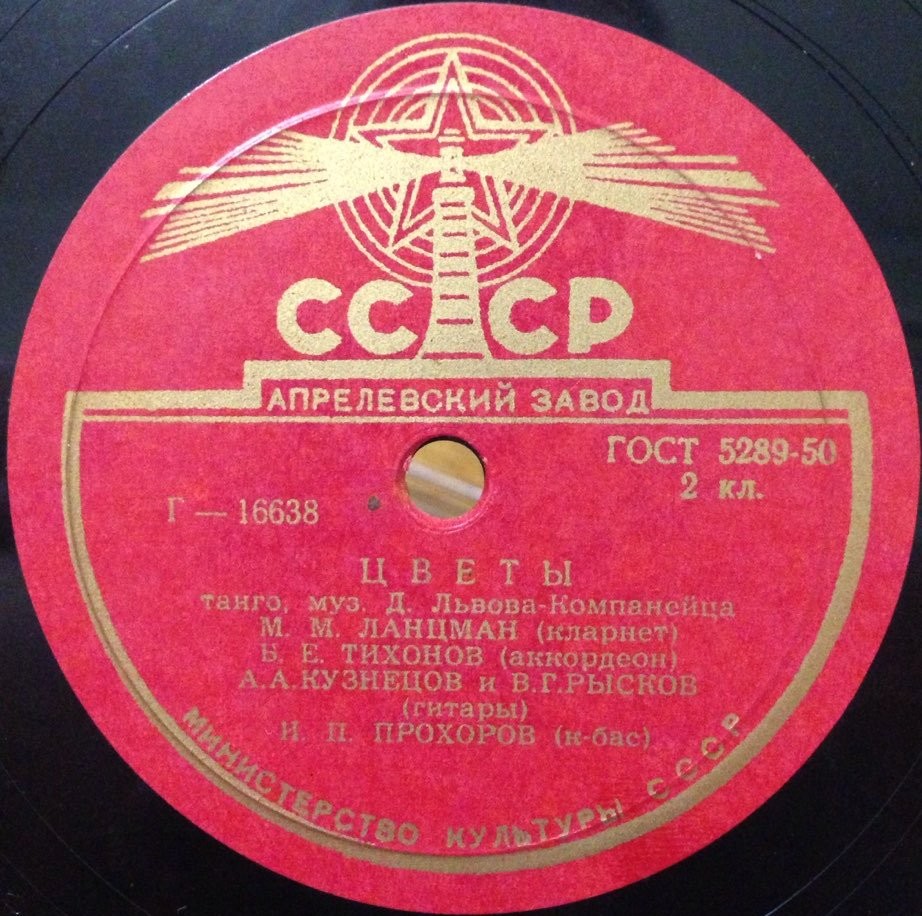 СССР
АПРЕЛЕВСКИЙ ЗАВОД
ГОСТ 5289-50
2 кл.
Г — 16638
ЦВЕТЫ
танго, муз. Д. Львова-Компанейца
М. М. ЛАНЦМАН (кларнет)
Б. Е. ТИХОНОВ (аккордеон)
А.А.КУЗНЕЦОВ и В.Г.РЫСКОВ
(гитары)
И. П. ПРОХОРОВ (к-бас)
МИНИСТЕРСТВО КУЛЬТУРЫ СССР